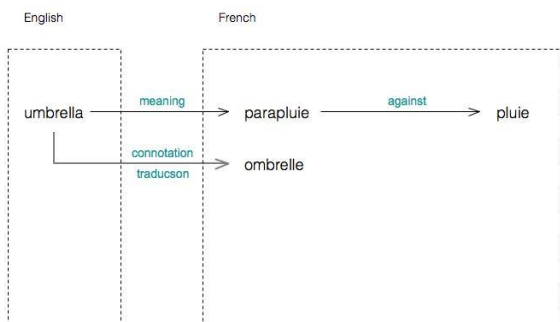 English
French
umbrella
meaning
parapluie
against
pluie
connotation
traducson
ombrelle